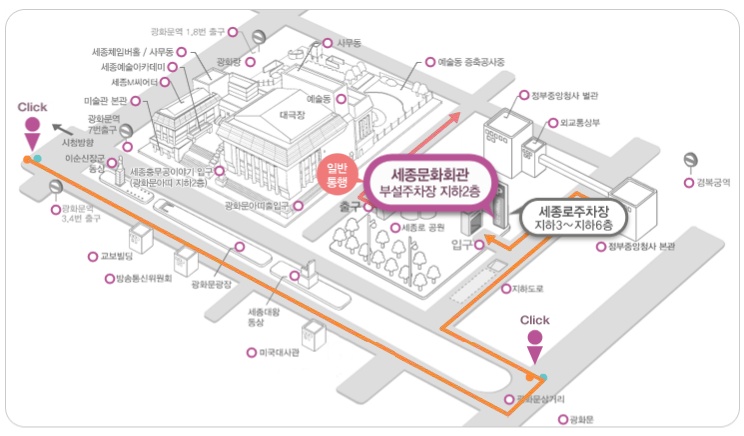 광화문역 1,8번 출구
사무동
세종체임버홀 / 사무동
세종예술아카데미
세종M씨어터
미술관 본관
광화랑
예술동 증축공사중
예술동
대극장
정부중앙청사 별관
외교통상부
Click
광화문역
7번출구
시청방향
이순신장군
동상
세종충무공이야기 입구
(광화문아띠 지하2층)
일반
통행
세종문화회관
부설주차장 지하2층
경복궁역
광화문역
3,4번 출구
광화문아띠출입구
출구
세종로 공원
입구
세종로주차장
지하3~지하6층
정부중앙청사 본관
교보빌딩
방송통신위원회
광화문광장
세종대왕
동상
지하도로
Click
미국대사관
광화문삼거리
광화문